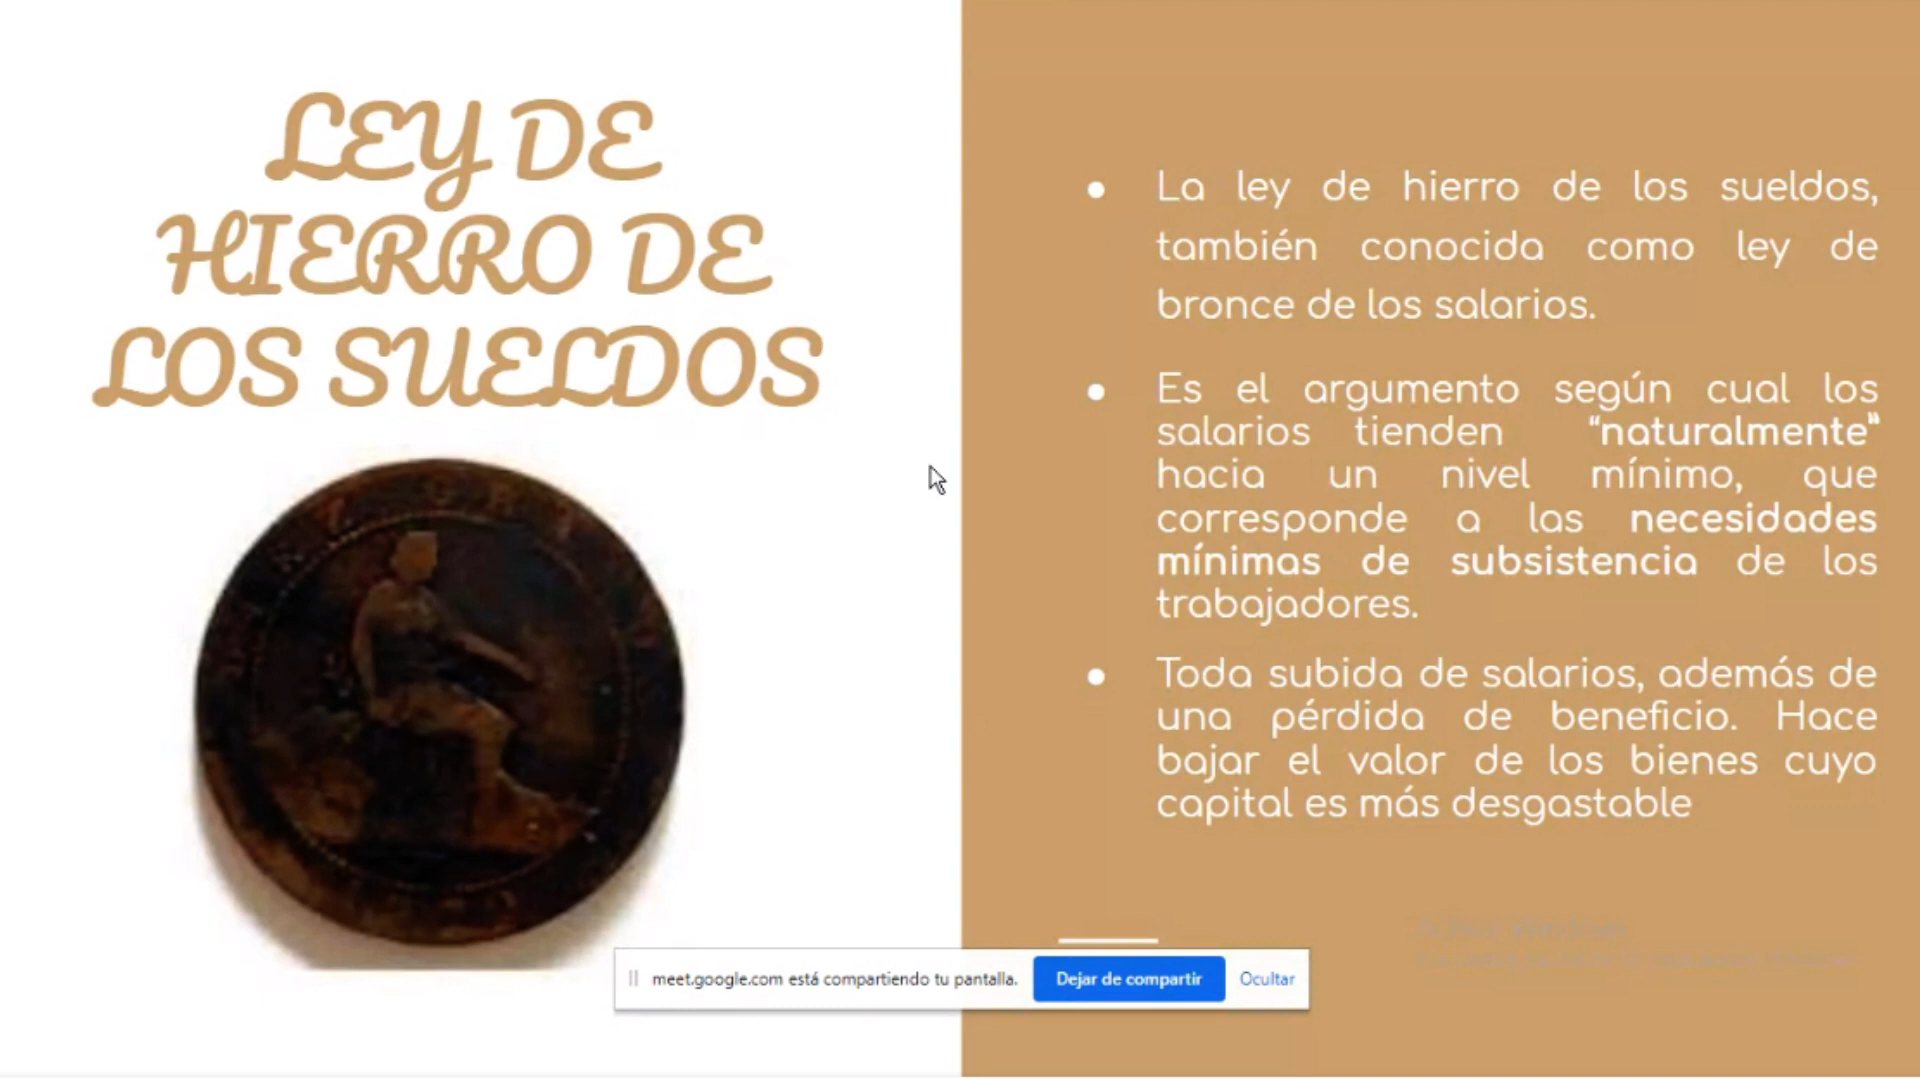 LEY DE
HIERRO DE
LOS SUELDOS
● La ley de hierro de los sueldos,
también conocida como ley de
bronce de los salarios.
● Es el argumento según cual los
salarios tienden “naturalmente”
hacia un nivel mínimo, que
corresponde a las necesidades
mínimas de subsistencia de los
trabajadores.
● Toda subida de salarios, además de
una pérdida de beneficio. Hace
bajar el valor de los bienes cuyo
capital es más desgastable
meet.google.com está compartiendo tu pantalla. Dejar de compartir Ocultar